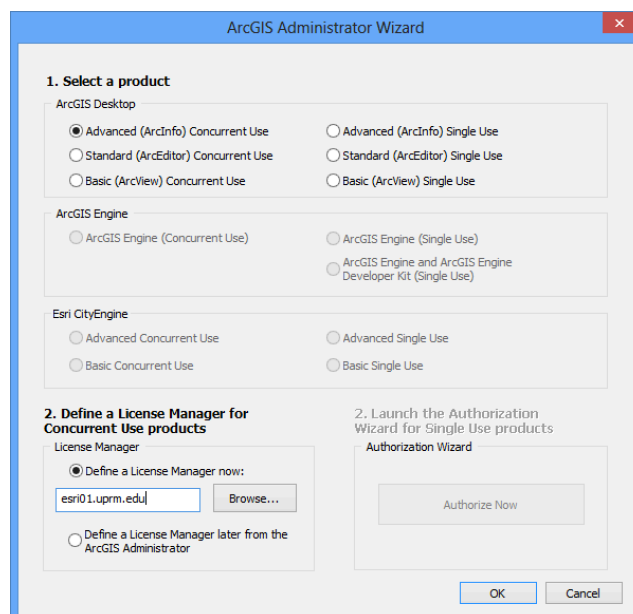 ArcGIS Administrator Wizard
1. Select a product
ArcGIS Desktop
Advanced (ArcInfo) Concurrent Use
Advanced (ArcInfo) Single Use
Standard (ArcEditor) Concurrent Use
Standard (ArcEditor) Single Use
Basic (ArcView) Concurrent Use
Basic (ArcView) Single Use
ArcGIS Engine
ArcGIS Engine (Concurrent Use)
ArcGIS Engine (Single Use)
ArcGIS Engine and ArcGIS Engine
Developer Kit (Single Use)
Esri CityEngine
Advanced Concurrent Use
Advanced Single Use
Basic Concurrent Use
Basic Single Use
2. Define a License Manager for
Concurrent Use products
License Manager
Define a License Manager now:
esri01.uprm.edu
Browse...
Define a License Manager later from the
ArcGIS Administrator
2. Launch the Authorization
Wizard for Single Use products
Authorization Wizard
Authorize Now
OK
Cancel